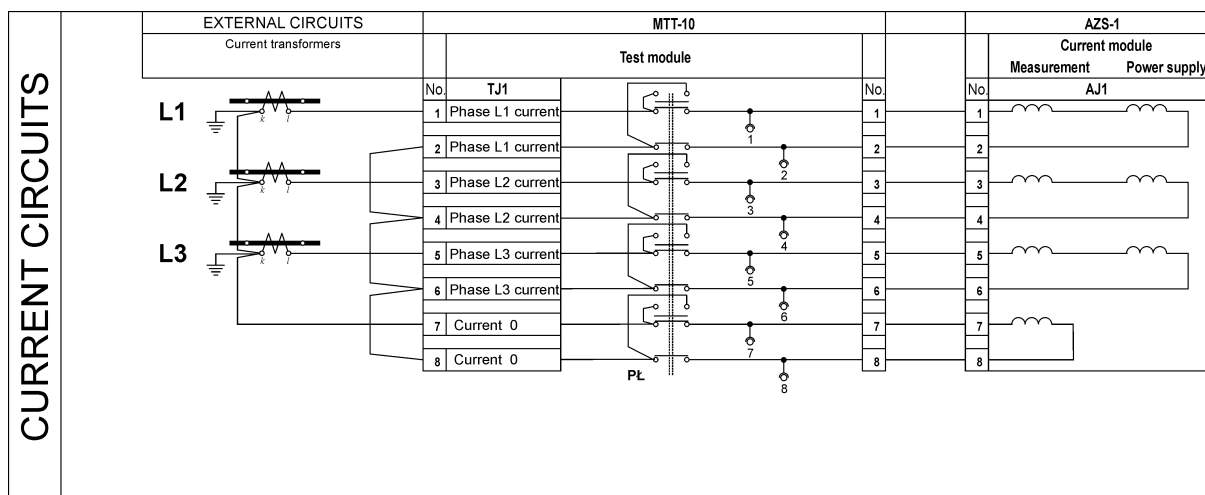 CURRENT CIRCUITS
EXTERNAL CIRCUITS MTT-10 AZS-1
Current transformers Test module Current module
Measurement Power supply
No. TJ1 No. No. AJ1
L1 k l 1 Phase L1 current 1 1 1
2 Phase L1 current 2 2 2
L2 k l 3 Phase L2 current 3 3 3
4 Phase L2 current 4 4 4
L3 k l 5 Phase L3 current 5 5 5
6 Phase L3 current 6 6 6
7 Current 0 7 7 7
8 Current 0 8 8 8
PŁ